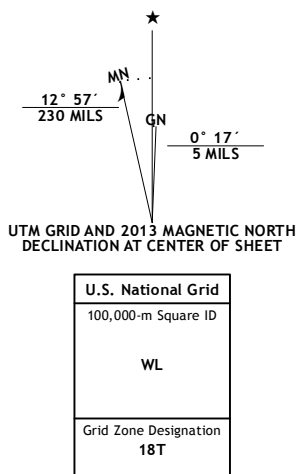 ★
MN
12° 57´
230 MILS
GN
0° 17´
5 MILS
UTM GRID AND 2013 MAGNETIC NORTH
DECLINATION AT CENTER OF SHEET
U.S. National Grid
100,000-m Square ID
WL
Grid Zone Designation
18T